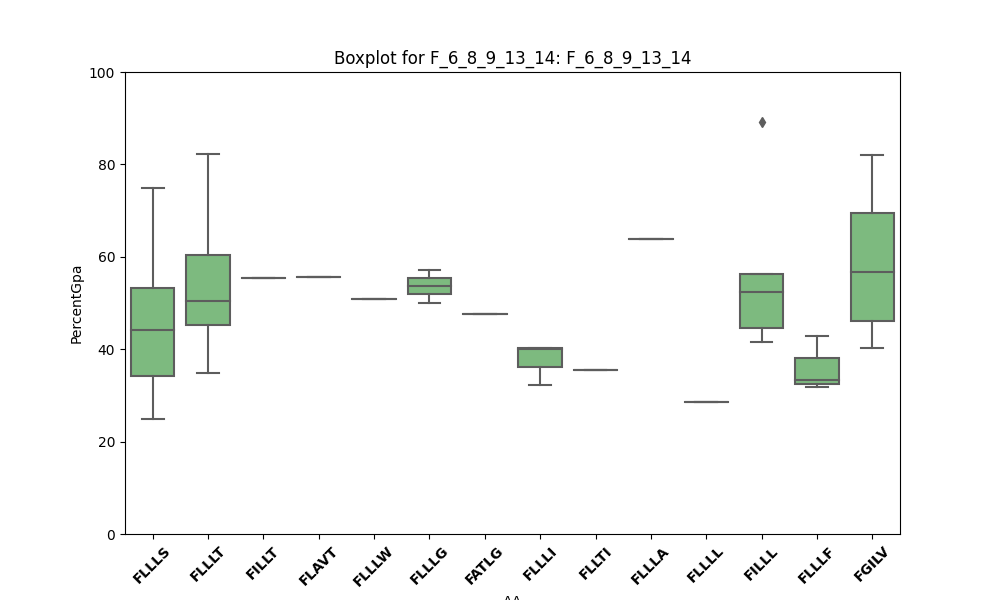 Boxplot for F_6_8_9_13_14: F_6_8_9_13_14
100
80
60
40
20
0
PercentGpa
FLLLS
FLLLT
FILLT
FLAVT
FLLLW
FLLLG
FATLG
FLLLI
FLLTI
FLLLA
FLLLL
FILLL
FLLLF
FGILV
AA